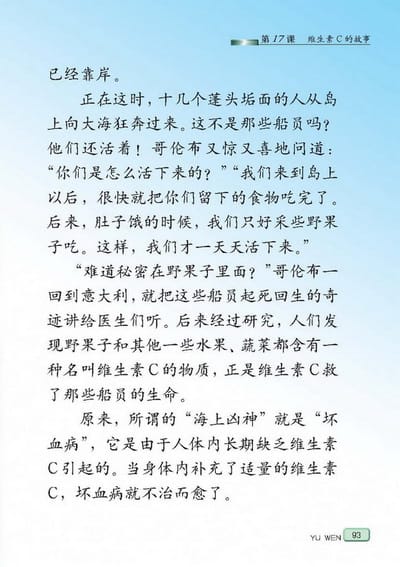 第17课 维生素C的故事
已经靠岸。
正在这时，十几个蓬头垢面的人从岛
上向大海狂奔过来。这不是那些船员吗？
他们还活着！哥伦布又惊又喜地问道：
“你们是怎么活下来的？”“我们来到岛上
以后，很快就把你们留下的食物吃完了。
后来，肚子饿的时候，我们只好采些野果
子吃。这样，我们才一天天活下来。”
“难道秘密在野果子里面？”哥伦布一
回到意大利，就把这些船员起死回生的奇
迹讲给医生们听。后来经过研究，人们发
现野果子和其他一些水果、蔬菜都含有一
种名叫维生素C的物质，正是维生素C救
了那些船员的生命。
原来，所谓的“海上凶神”就是“坏
血病”，它是由于人体内长期缺乏维生素
C引起的。当身体内补充了适量的维生素
C，坏血病就不治而愈了。
YU WEN 93